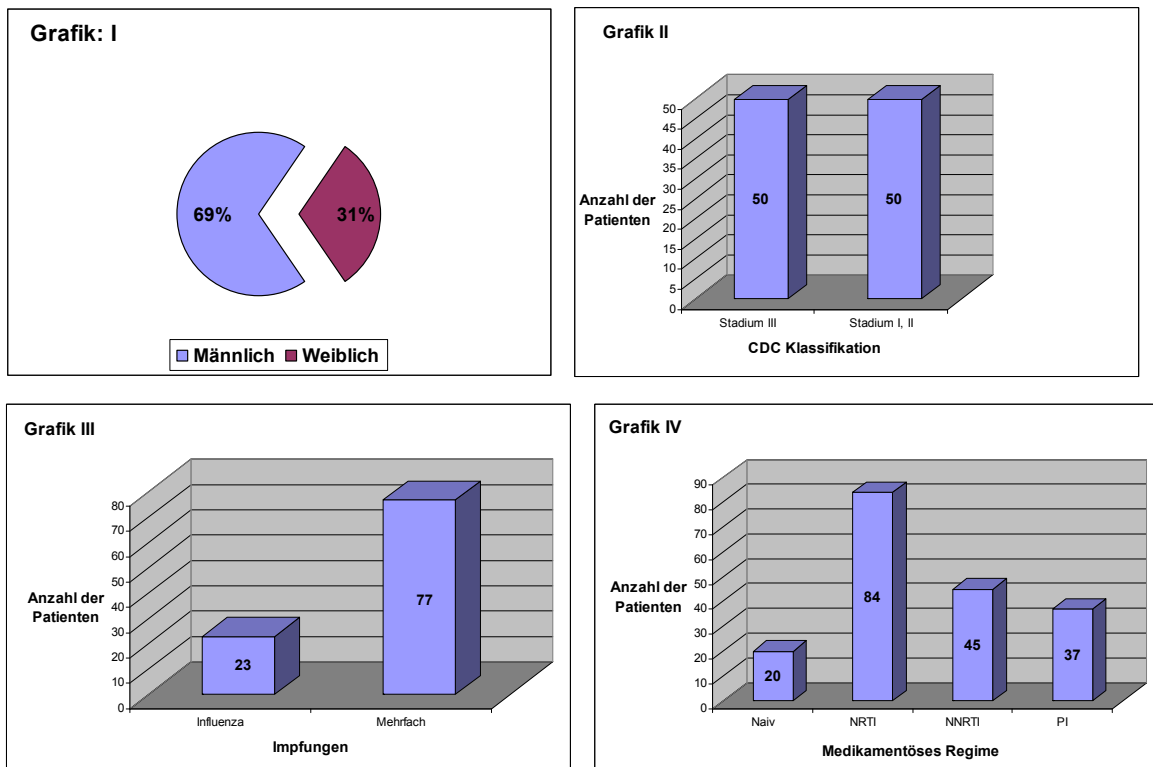 Grafik: I
69%
31%
Männlich Weiblich
Grafik II
50
45
40
35
30
25
20
15
10
5
0
Anzahl der
Patienten
50
50
Stadium III
Stadium I, II
CDC Klassifikation
Grafik III
80
70
60
50
40
30
20
10
0
Anzahl der
Patienten
23
77
Influenza
Mehrfach
Impfungen
Grafik IV
90
80
70
60
50
40
30
20
10
0
Anzahl der
Patienten
20
84
45
37
Naiv
NRTI
NNRTI
PI
Medikamentöses Regime